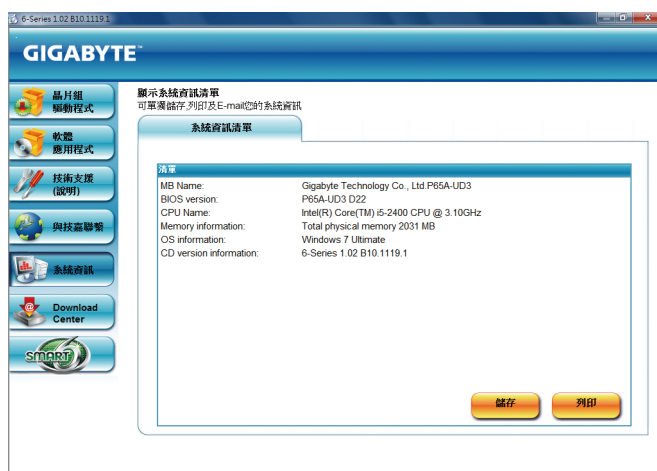 6-Series 1.02 B10.1119.1
GIGABYTE™
晶片組
驅動程式
軟體
應用程式
技術支援
(說明)
與技嘉聯繫
系統資訊
Download
Center
SMART6
顯示系統資訊清單
可單獨儲存,列印及E-mail您的系統資訊
系統資訊清單
清單
MB Name: Gigabyte Technology Co., Ltd.P65A-UD3
BIOS version: P65A-UD3 D22
CPU Name: Intel(R) Core(TM) i5-2400 CPU @ 3.10GHz
Memory information: Total physical memory 2031 MB
OS information: Windows 7 Ultimate
CD version information: 6-Series 1.02 B10.1119.1
儲存
列印